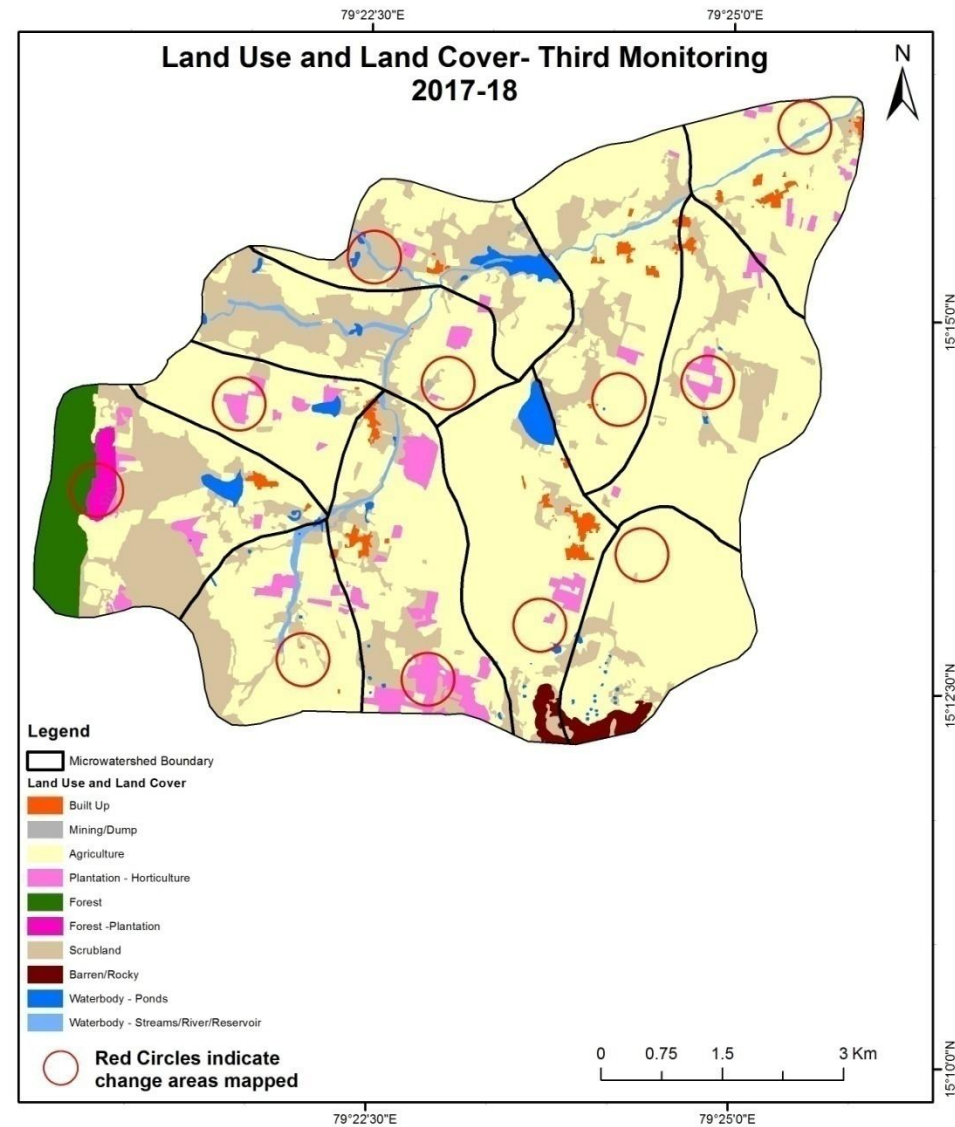 79°22'30"E
79°25'0"E
Land Use and Land Cover- Third Monitoring
2017-18
N
15°15'0"N
15°12'30"N
Legend
Microwatershed Boundary
Land Use and Land Cover
Built Up
Mining/Dump
Agriculture
Plantation - Horticulture
Forest
Forest -Plantation
Scrubland
Barren/Rocky
Waterbody - Ponds
Waterbody - Streams/River/Reservoir
Red Circles indicate
change areas mapped
0 0.75 1.5 3 Km
15°10'0"N
79°22'30"E
79°25'0"E